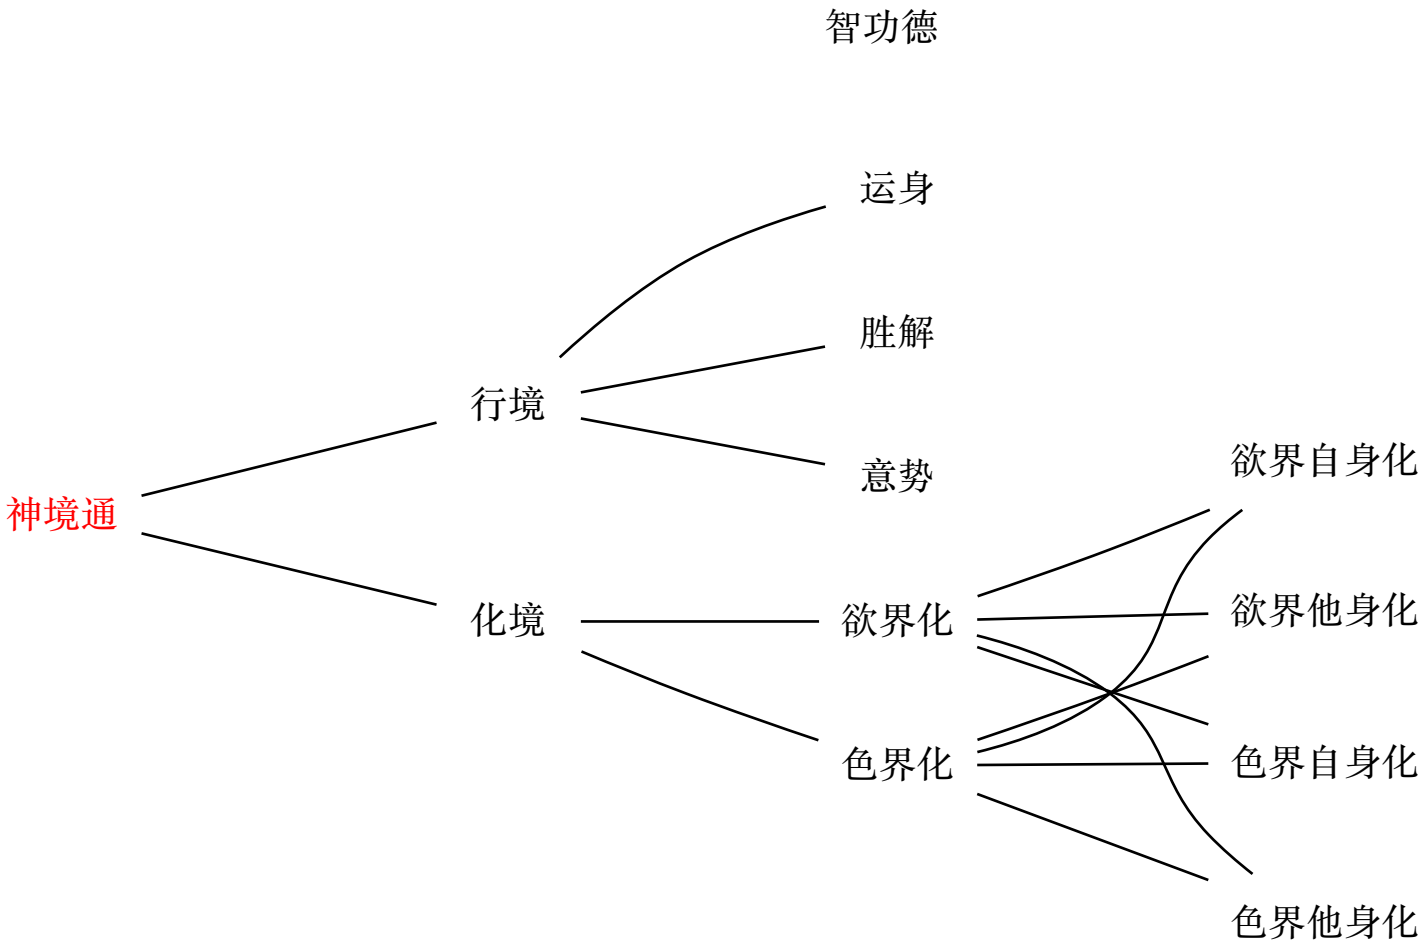 智功德
运身
胜解
行境
意势
欲界自身化
神境通
欲界他身化
化境
欲界化
色界化
色界自身化
色界他身化